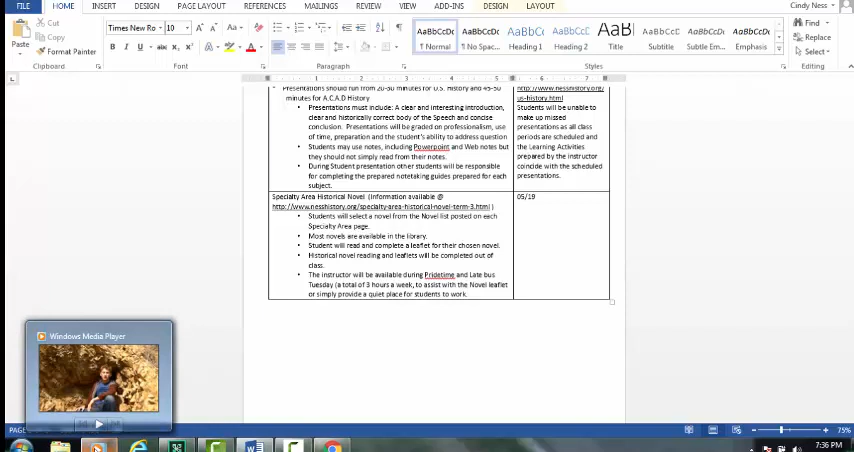 FILE HOME INSERT DESIGN PAGE LAYOUT REFERENCES MAILINGS REVIEW VIEW ADD-INS DESIGN LAYOUT Cindy Ness
Cut
Copy
Format Painter
Paste
Clipboard
Times New Ro 10
Font
Paragraph
AaBbCcDc AaBbCcDc AaBbCc AaBbCcD AaB AaBbCcD AaBbCcDc AaBbCcDc
¶ Normal ¶ No Spac... Heading 1 Heading 2 Title Subtitle Subtle Em... Emphasis
Styles
Find
Replace
Select
Editing
1 2 3 4 5 6 7
Presentations should run from 20-30 minutes for U.S. History and 45-50
minutes for A.C.A.D History
• Presentations must include: A clear and interesting introduction,
clear and historically correct body of the Speech and concise
conclusion. Presentations will be graded on professionalism, use
of time, preparation and the student's ability to address question
• Students may use notes, including Powerpoint and Web notes but
they should not simply read from their notes.
• During Student presentation other students will be responsible
for completing the prepared notetaking guides prepared for each
subject.
http://www.nesshistory.org/
us-history.html
Students will be unable to
make up missed
presentations as all class
periods are scheduled and
the Learning Activities
prepared by the instructor
coincide with the scheduled
presentations.
Specialty Area Historical Novel (Information available @
http://www.nesshistory.org/specialty-area-historical-novel-term-3.html )
• Students will select a novel from the Novel list posted on each
Specialty Area page.
• Most novels are available in the library.
• Student will read and complete a leaflet for their chosen novel.
• Historical novel reading and leaflets will be completed out of
class.
• The instructor will be available during Pridetime and Late bus
Tuesday (a total of 3 hours a week, to assist with the Novel leaflet
or simply provide a quiet place for students to work.
05/19
Windows Media Player
75%
7:36 PM